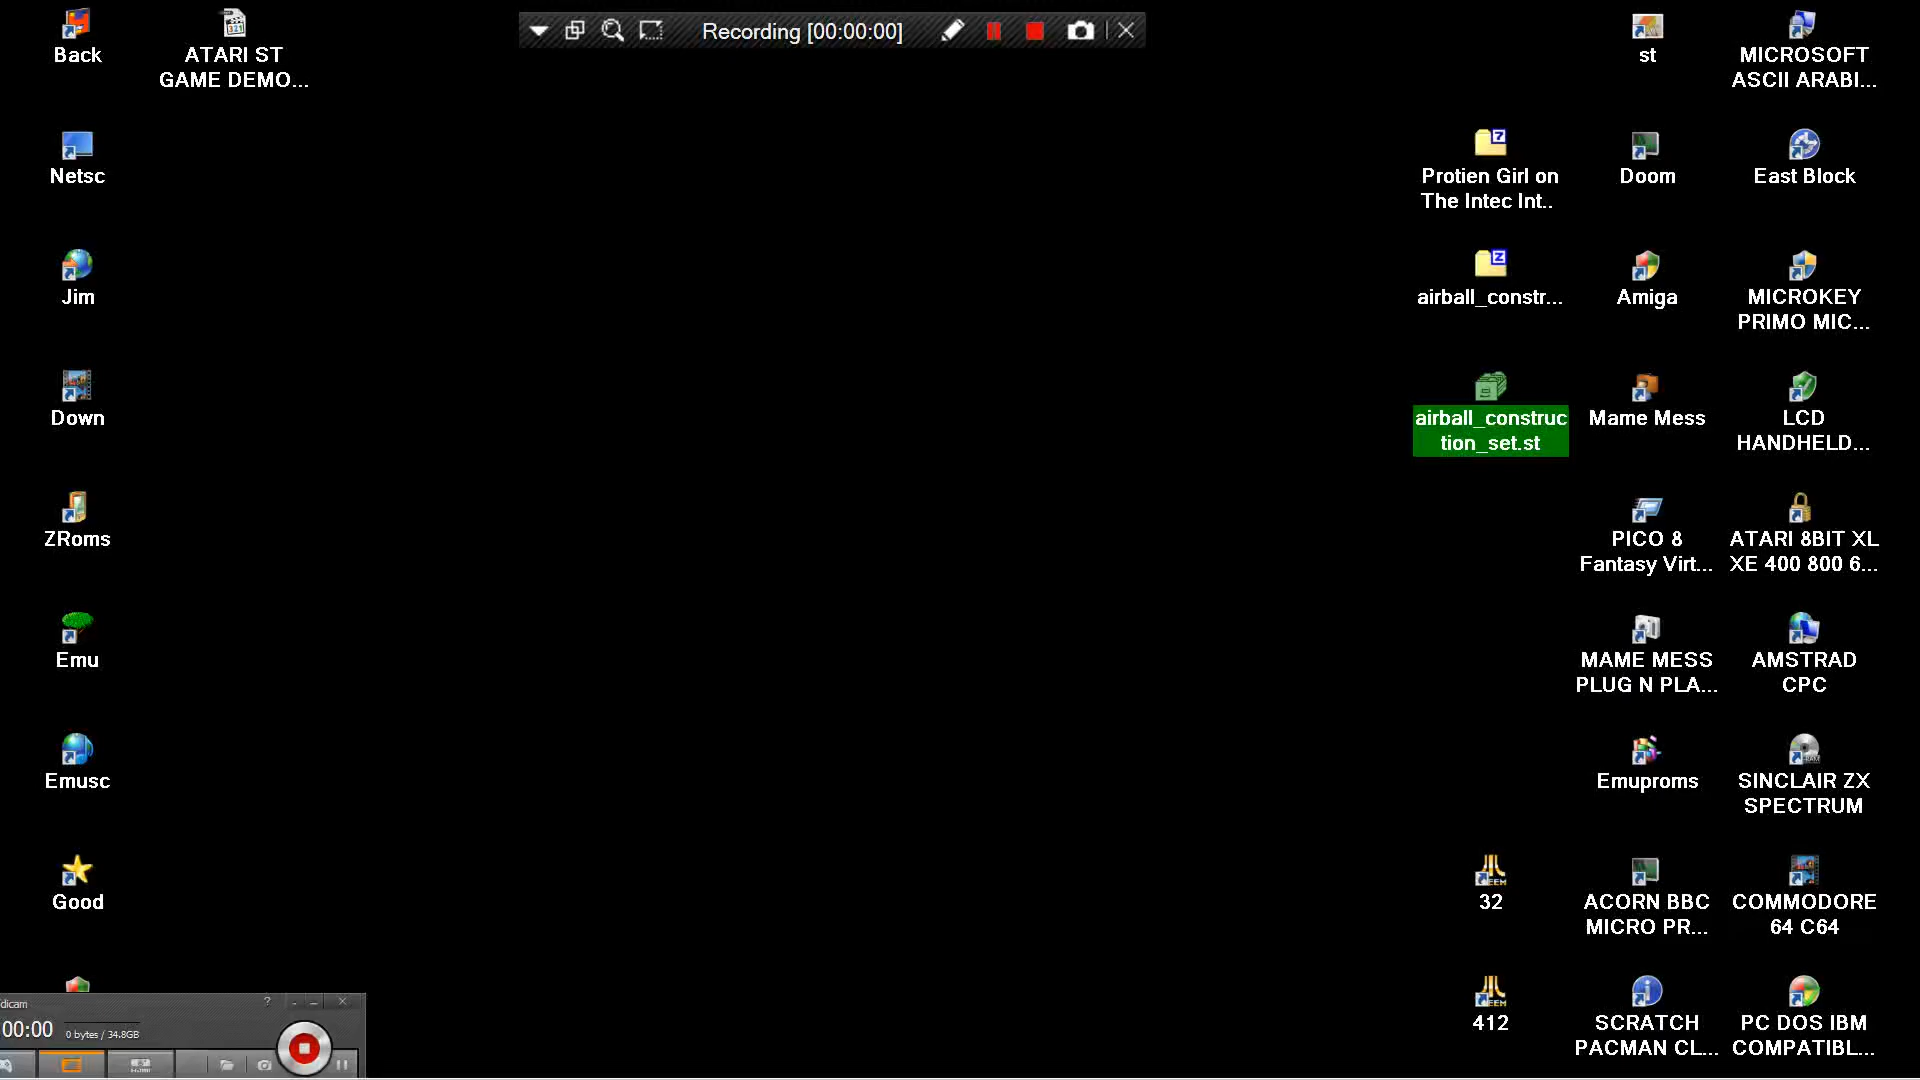 Recording [00:00:00]
Back
ATARI ST
GAME DEMO...
st
MICROSOFT
ASCII ARABI...
Netsc
Protien Girl on
The Intec Int..
Doom
East Block
Jim
airball_constr...
Amiga
MICROKEY
PRIMO MIC...
Down
airball_construc
tion_set.st
Mame Mess
LCD
HANDHELD...
ZRoms
PICO 8
Fantasy Virt...
ATARI 8BIT XL
XE 400 800 6...
Emu
MAME MESS
PLUG N PLA...
AMSTRAD
CPC
Emusc
Emuproms
SINCLAIR ZX
SPECTRUM
Good
32
ACORN BBC
MICRO PR...
COMMODORE
64 C64
412
SCRATCH
PACMAN CL...
PC DOS IBM
COMPATIBL...
dicam
00:00
0 bytes / 34.8GB